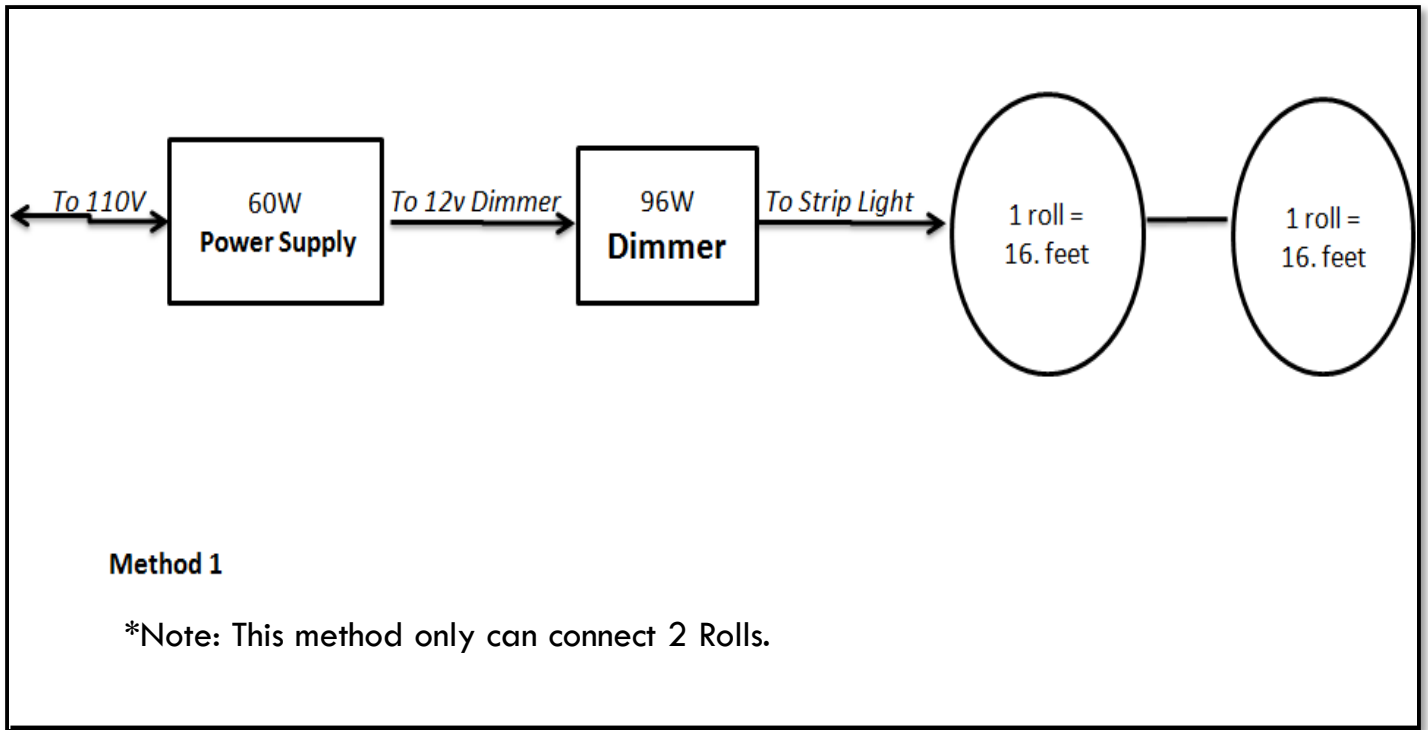 To 110V
60W
Power Supply
To 12v Dimmer
96W
Dimmer
To Strip Light
1 roll =
16. feet
1 roll =
16. feet
Method 1
*Note: This method only can connect 2 Rolls.